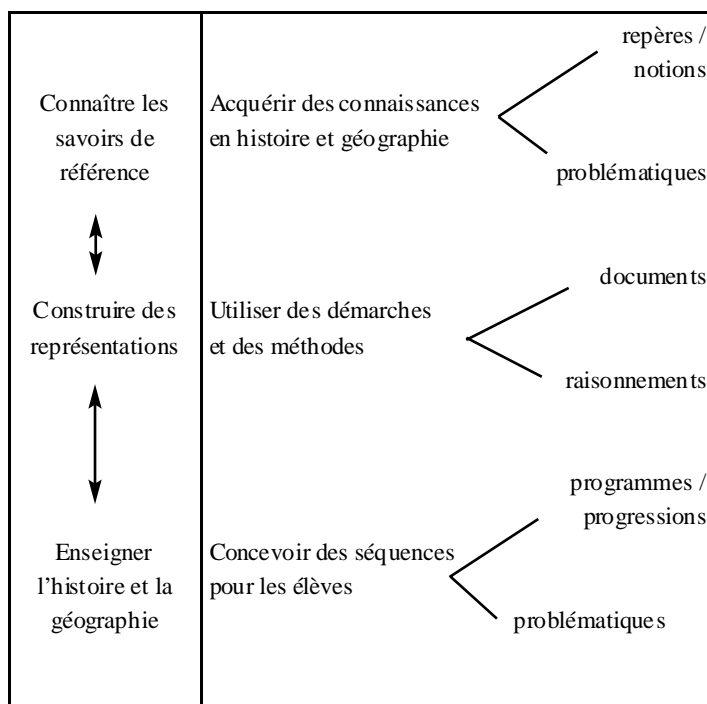 repères /
notions
Connaître les
savoirs de
référence
Acquérir des connaissances
en histoire et géographie
problématiques
documents
Construire des
représentations
Utiliser des démarches
et des méthodes
raisonnements
programmes /
progressions
Enseigner
l'histoire et la
géographie
Concevoir des séquences
pour les élèves
problématiques